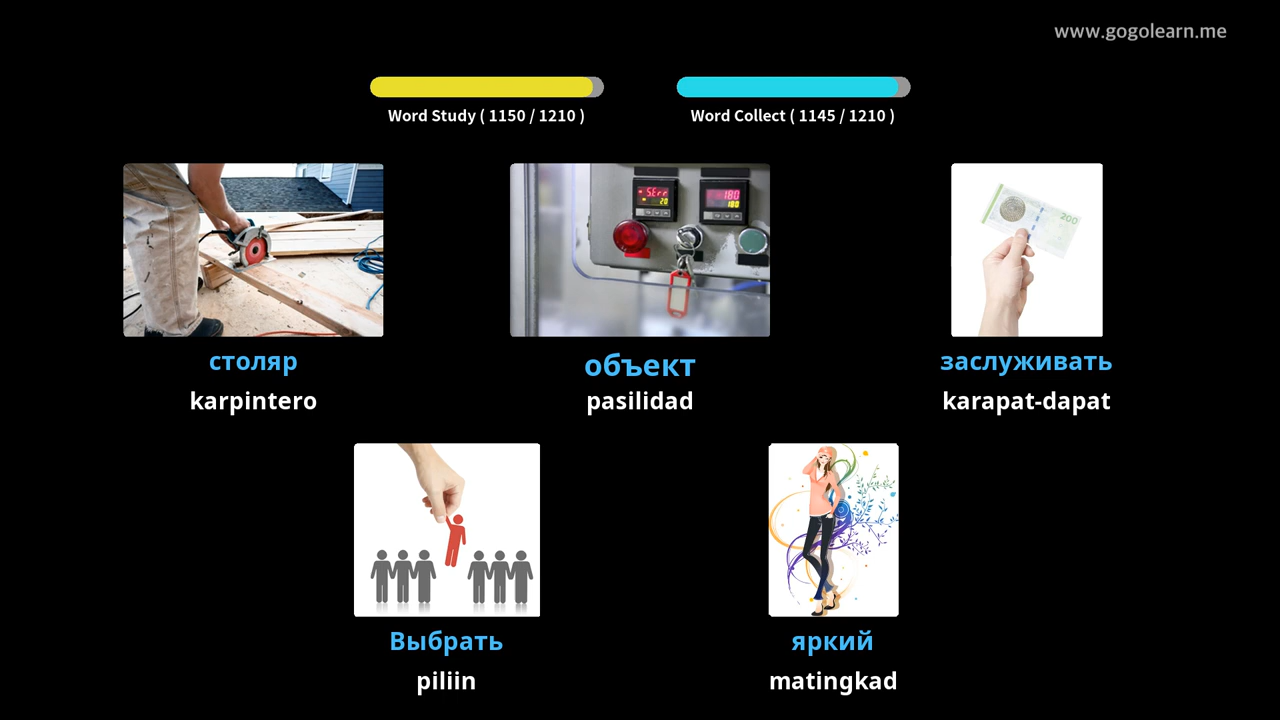 www.gogolearn.me
Word Study ( 1150 / 1210 )
Word Collect ( 1145 / 1210 )
столяр
karpintero
объект
pasilidad
заслуживать
karapat-dapat
Выбрать
piliin
яркий
matingkad